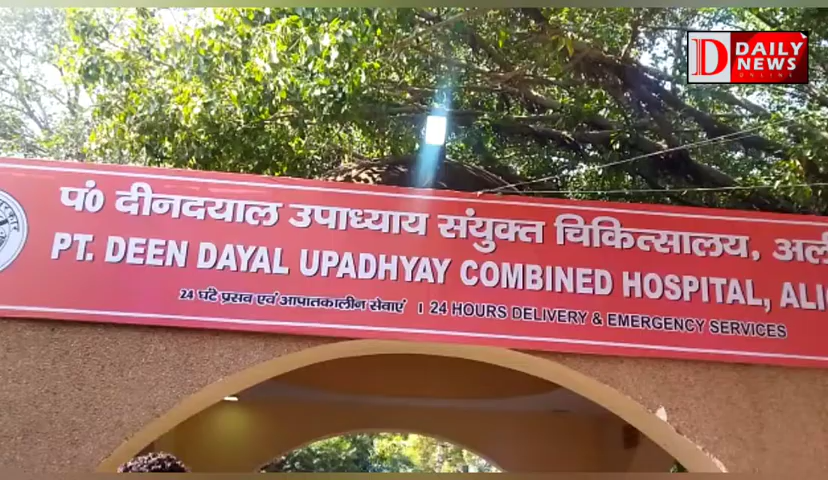 पं० दीनदयाल उपाध्याय संयुक्त चिकित्सालय,
PT. DEEN DAYAL UPADHYAY COMBINED HOSPITAL,
24 घंटे प्रसव एवं आपातकालीन सेवाएं । 24 HOURS DELIVERY & EMERGENCY SERVICES
D DAILY
NEWS
ONLINE